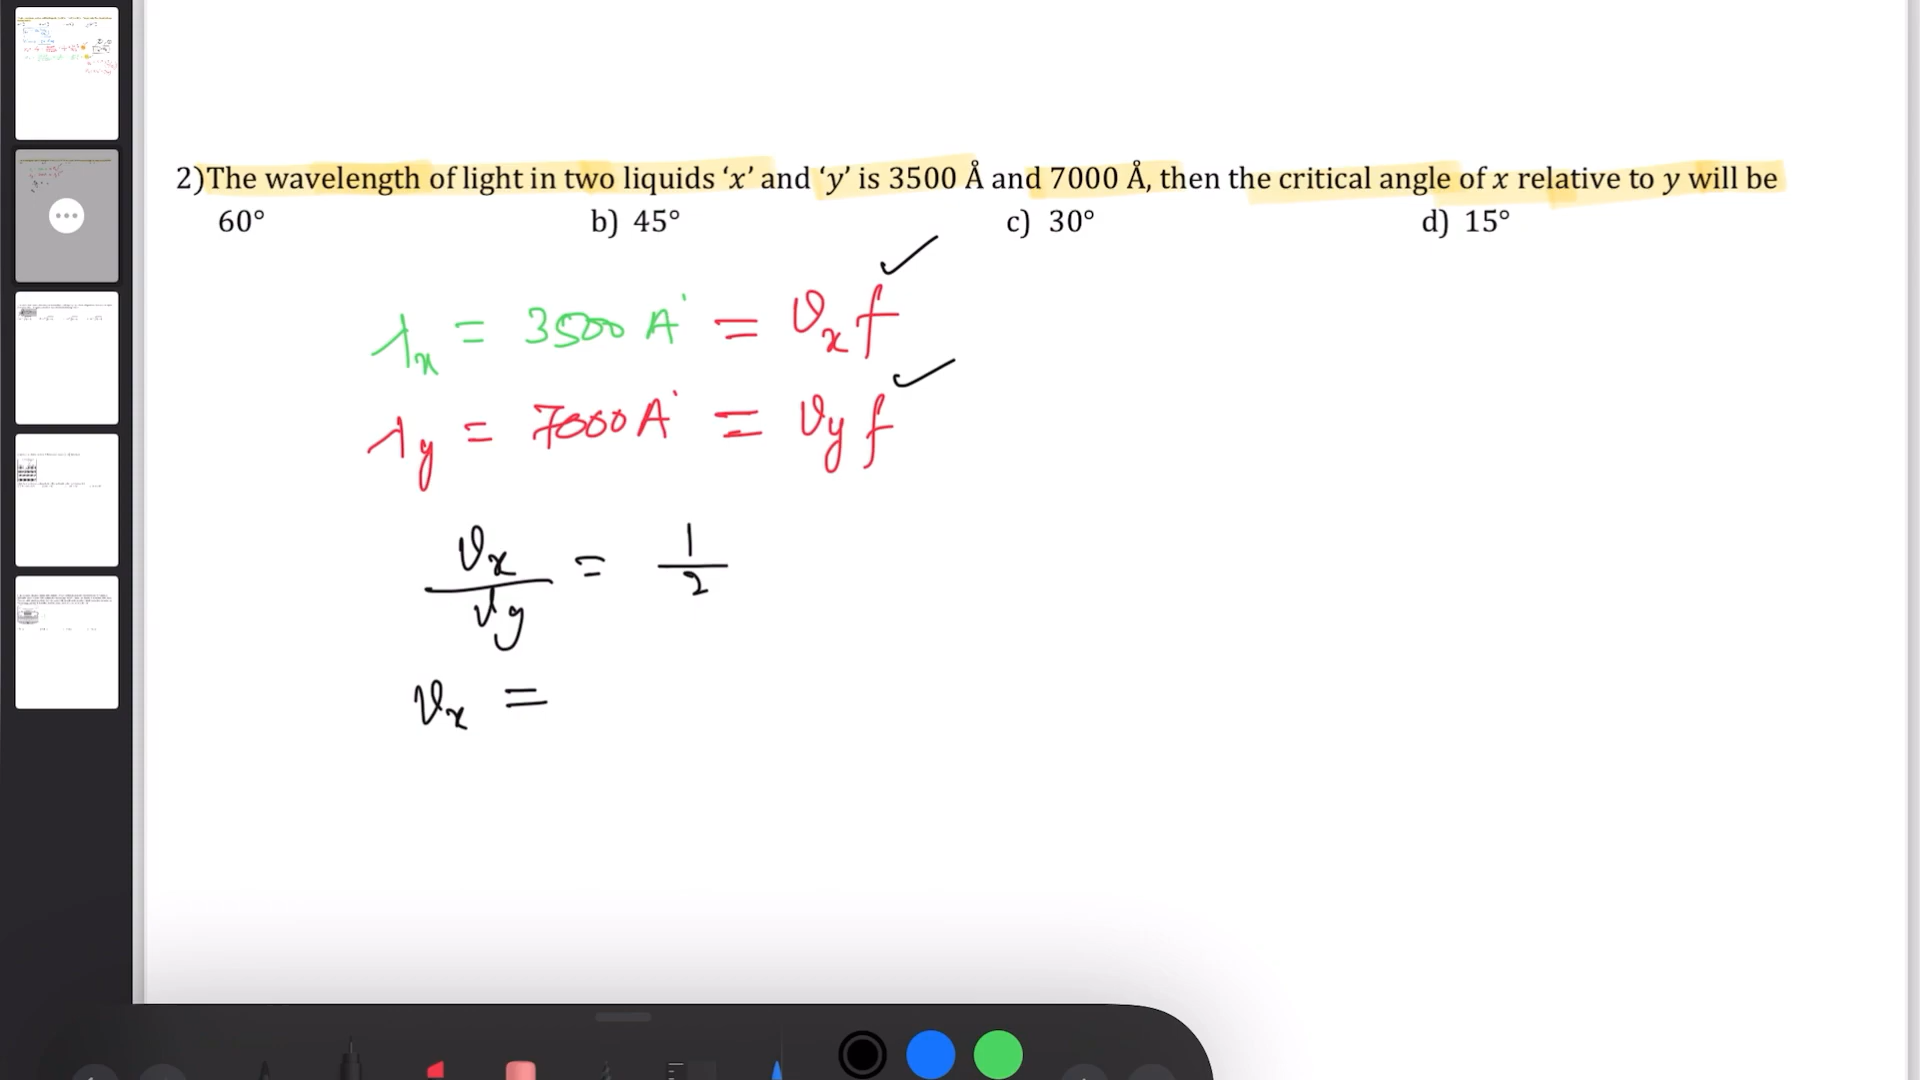 2)The wavelength of light in two liquids ‘x’ and ‘y’ is 3500 Å and 7000 Å, then the critical angle of x relative to y will be
60° b) 45° c) 30° d) 15°
λx = 3500 A° = vx f
λy = 7000 A° = vy f
vx/vy = 1/2
vx =